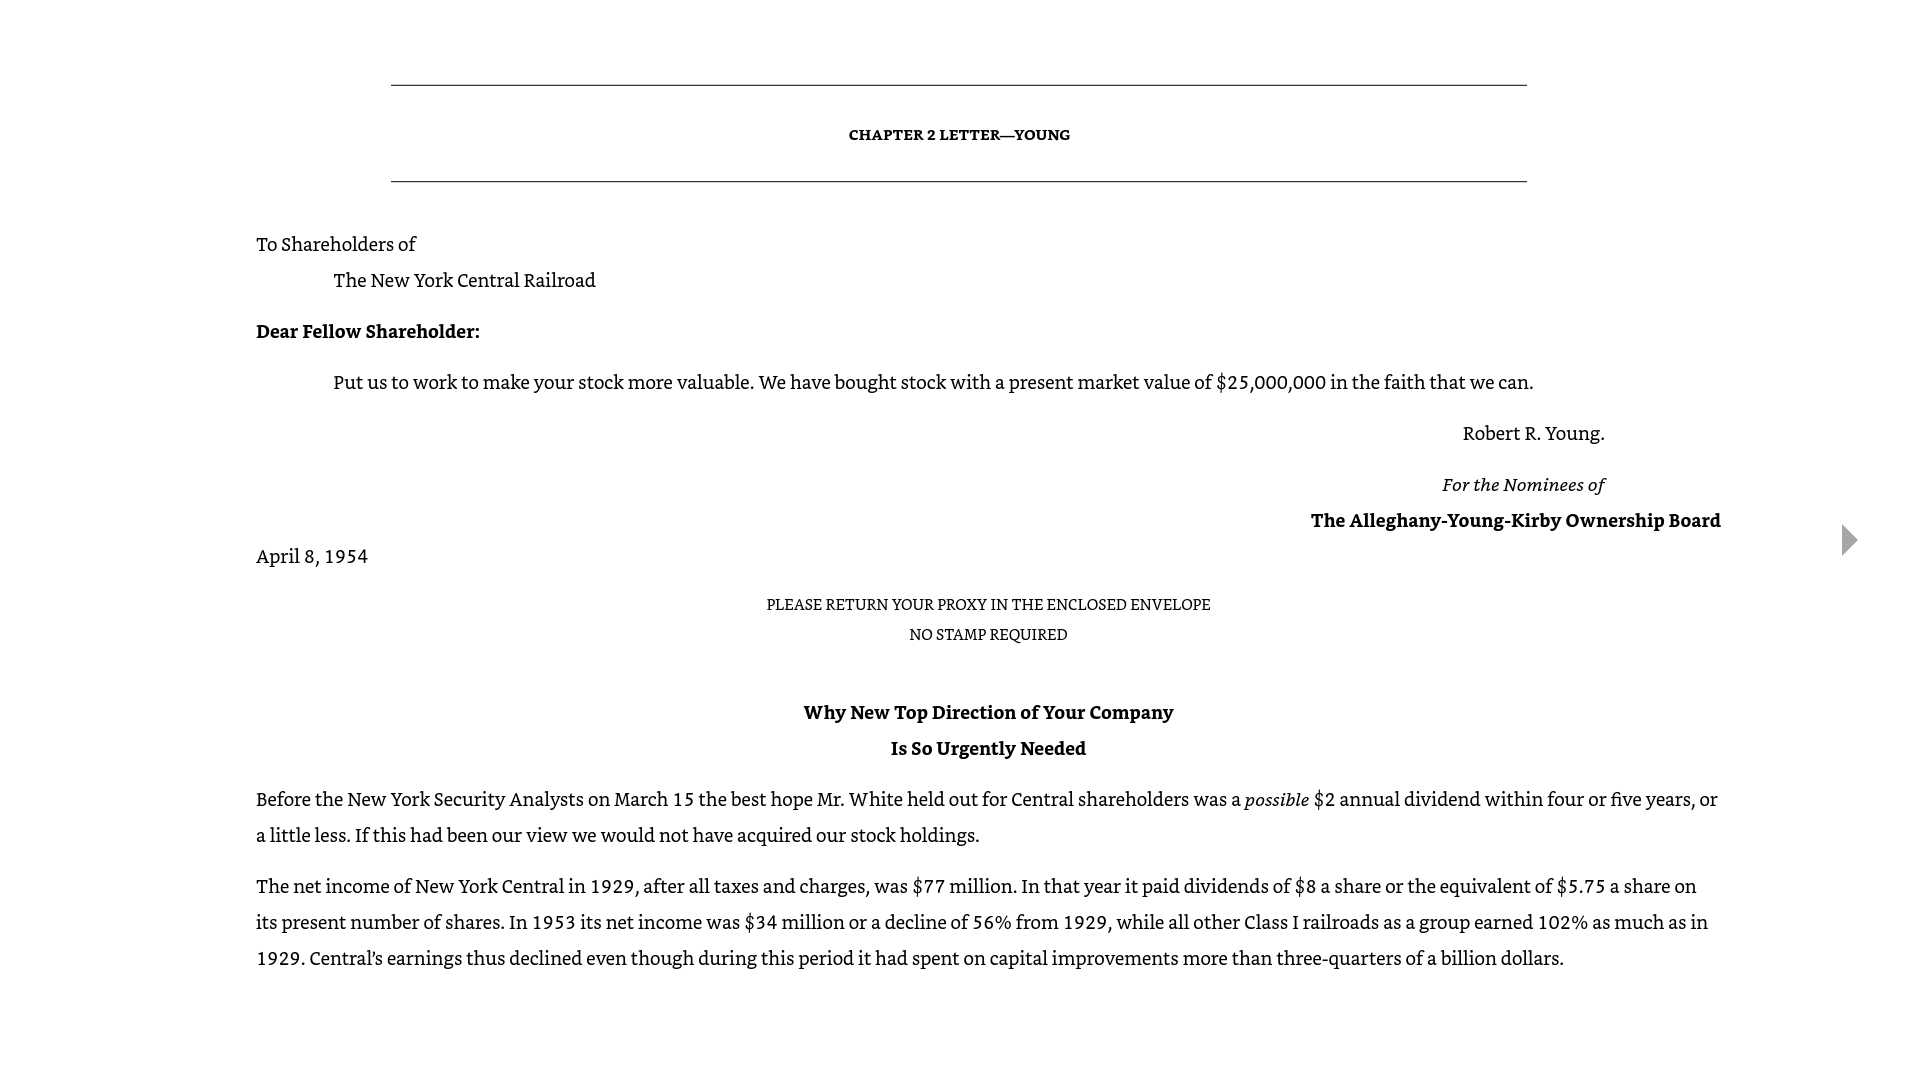 CHAPTER 2 LETTER—YOUNG
To Shareholders of
The New York Central Railroad
Dear Fellow Shareholder:
Put us to work to make your stock more valuable. We have bought stock with a present market value of $25,000,000 in the faith that we can.
Robert R. Young.
For the Nominees of
The Alleghany-Young-Kirby Ownership Board
April 8, 1954
PLEASE RETURN YOUR PROXY IN THE ENCLOSED ENVELOPE
NO STAMP REQUIRED
Why New Top Direction of Your Company
Is So Urgently Needed
Before the New York Security Analysts on March 15 the best hope Mr. White held out for Central shareholders was a possible $2 annual dividend within four or five years, or
a little less. If this had been our view we would not have acquired our stock holdings.
The net income of New York Central in 1929, after all taxes and charges, was $77 million. In that year it paid dividends of $8 a share or the equivalent of $5.75 a share on
its present number of shares. In 1953 its net income was $34 million or a decline of 56% from 1929, while all other Class I railroads as a group earned 102% as much as in
1929. Central’s earnings thus declined even though during this period it had spent on capital improvements more than three-quarters of a billion dollars.